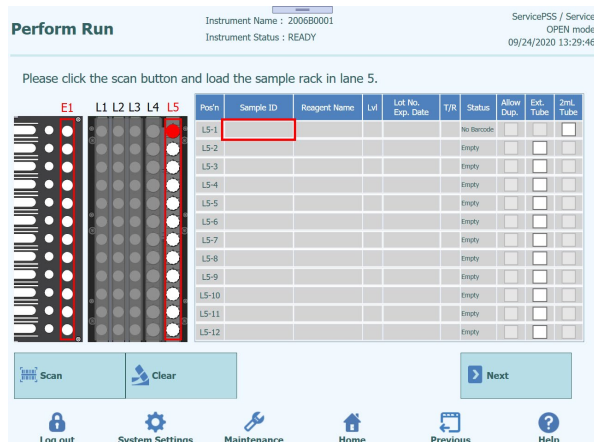 Perform Run
Instrument Name : 2006B0001
Instrument Status : READY
ServicePSS / Service
OPEN mode
09/24/2020 13:29:46
Please click the scan button and load the sample rack in lane 5.
E1 L1 L2 L3 L4 L5
Pos'n Sample ID Reagent Name Lvl Lot No. Exp. Date T/R Status Allow Dup. Ext. Tube 2mL Tube
L5-1 No Barcode
L5-2 Empty
L5-3 Empty
L5-4 Empty
L5-5 Empty
L5-6 Empty
L5-7 Empty
L5-8 Empty
L5-9 Empty
L5-10 Empty
L5-11 Empty
L5-12 Empty
Scan Clear Next
Log out System Settings Maintenance Home Previous Help